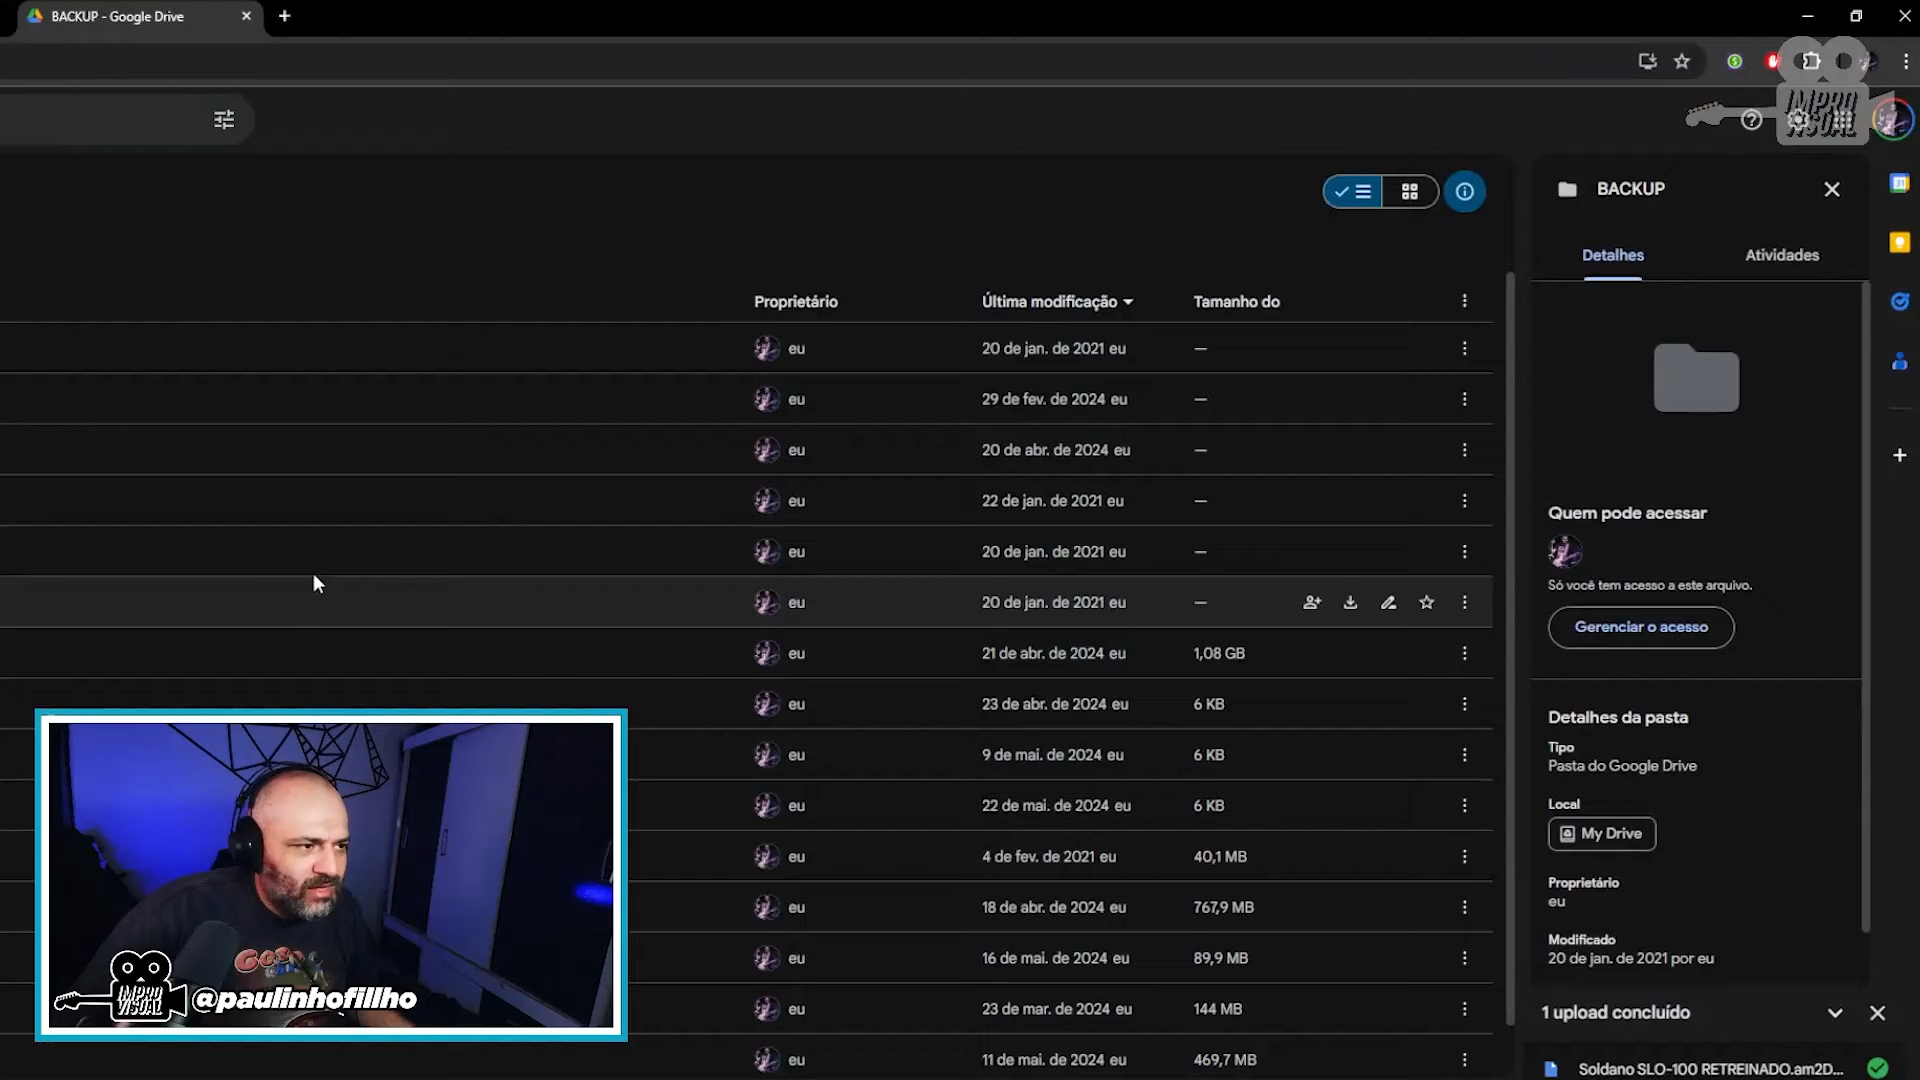 BACKUP - Google Drive
IMPRO
VISUAL
BACKUP
Detalhes
Atividades
Proprietário
Última modificação
Tamanho do
eu
20 de jan. de 2021 eu
—
eu
29 de fev. de 2024 eu
—
eu
20 de abr. de 2024 eu
—
eu
22 de jan. de 2021 eu
—
eu
20 de jan. de 2021 eu
—
eu
20 de jan. de 2021 eu
—
eu
21 de abr. de 2024 eu
1,08 GB
eu
23 de abr. de 2024 eu
6 KB
eu
9 de mai. de 2024 eu
6 KB
eu
22 de mai. de 2024 eu
6 KB
eu
4 de fev. de 2021 eu
40,1 MB
eu
18 de abr. de 2024 eu
767,9 MB
eu
16 de mai. de 2024 eu
89,9 MB
eu
23 de mar. de 2024 eu
144 MB
eu
11 de mai. de 2024 eu
469,7 MB
Quem pode acessar
Só você tem acesso a este arquivo.
Gerenciar o acesso
Detalhes da pasta
Tipo
Pasta do Google Drive
Local
My Drive
Proprietário
eu
Modificado
20 de jan. de 2021 por eu
1 upload concluído
Soldano SLO-100 RETREINADO.am2D...
IMPRO
VISUAL
@paulinhofillho
31